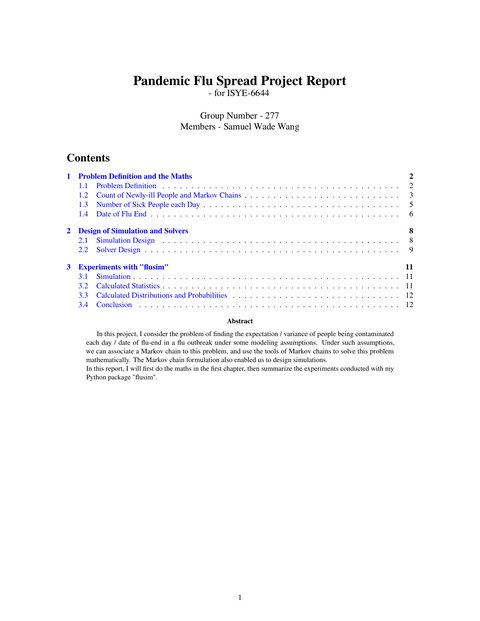 Pandemic Flu Spread Project Report
- for ISYE-6644
Group Number - 277
Members - Samuel Wade Wang
Contents
1 Problem Definition and the Maths 2
1.1 Problem Definition . . . . . . . . . . . . . . . . . . . . . . . . . . . . . . . . . . . . . . . . . 2
1.2 Count of Newly-ill People and Markov Chains . . . . . . . . . . . . . . . . . . . . . . . . . . . 3
1.3 Number of Sick People each Day . . . . . . . . . . . . . . . . . . . . . . . . . . . . . . . . . . 5
1.4 Date of Flu End . . . . . . . . . . . . . . . . . . . . . . . . . . . . . . . . . . . . . . . . . . . 6
2 Design of Simulation and Solvers 8
2.1 Simulation Design . . . . . . . . . . . . . . . . . . . . . . . . . . . . . . . . . . . . . . . . . 8
2.2 Solver Design . . . . . . . . . . . . . . . . . . . . . . . . . . . . . . . . . . . . . . . . . . . . 9
3 Experiments with "flusim" 11
3.1 Simulation . . . . . . . . . . . . . . . . . . . . . . . . . . . . . . . . . . . . . . . . . . . . . . 11
3.2 Calculated Statistics . . . . . . . . . . . . . . . . . . . . . . . . . . . . . . . . . . . . . . . . . 11
3.3 Calculated Distributions and Probabilities . . . . . . . . . . . . . . . . . . . . . . . . . . . . . 12
3.4 Conclusion . . . . . . . . . . . . . . . . . . . . . . . . . . . . . . . . . . . . . . . . . . . . . 12
Abstract
In this project, I consider the problem of finding the expectation / variance of people being contaminated
each day / date of flu-end in a flu outbreak under some modeling assumptions. Under such assumptions,
we can associate a Markov chain to this problem, and use the tools of Markov chains to solve this problem
mathematically. The Markov chain formulation also enabled us to design simulations.
In this report, I will first do the maths in the first chapter, then summarize the experiments conducted with my
Python package "flusim".
1